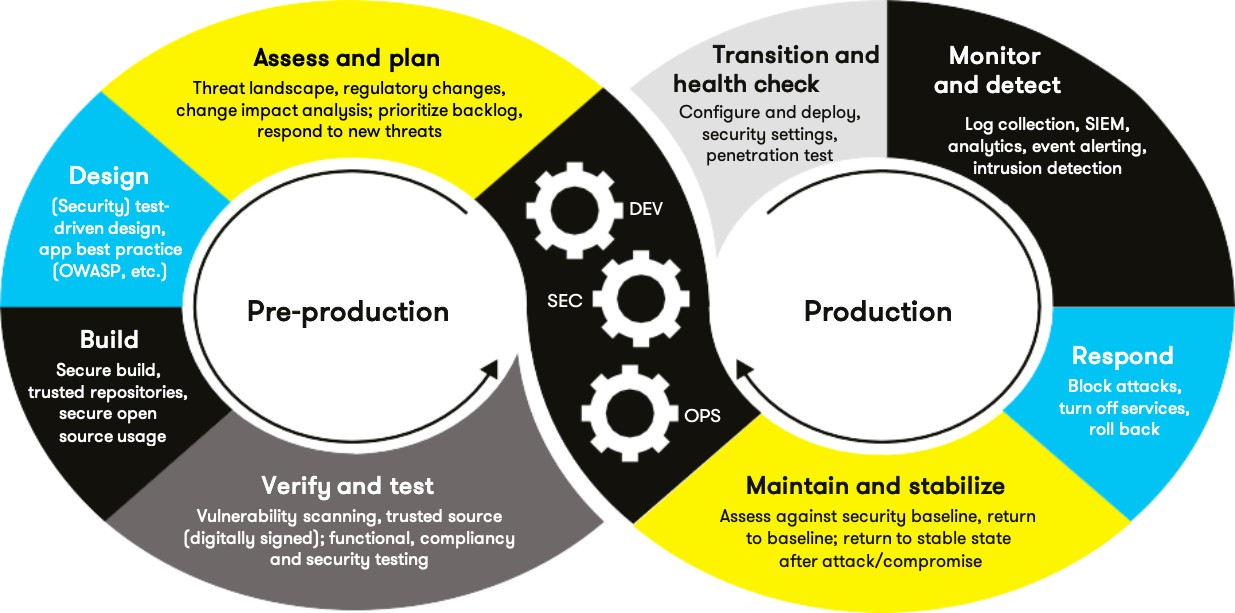 Assess and plan
Threat landscape, regulatory changes,
change impact analysis; prioritize backlog,
respond to new threats
Design
(Security) test-
driven design,
app best practice
(OWASP, etc.)
Build
Secure build,
trusted repositories,
secure open
source usage
Verify and test
Vulnerability scanning, trusted source
(digitally signed); functional, compliancy
and security testing
Pre-production
DEV
SEC
OPS
Transition and
health check
Configure and deploy,
security settings,
penetration test
Monitor
and detect
Log collection, SIEM,
analytics, event alerting,
intrusion detection
Respond
Block attacks,
turn off services,
roll back
Maintain and stabilize
Assess against security baseline, return
to baseline; return to stable state
after attack/compromise
Production